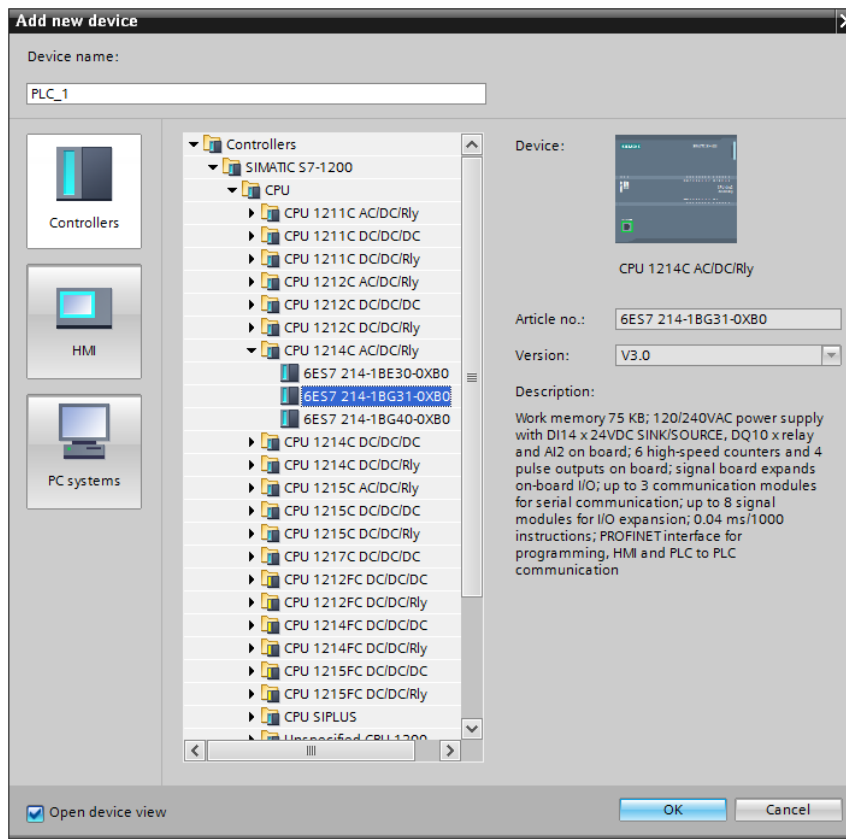 Add new device
Device name:
PLC_1
Controllers
HMI
PC systems
Controllers
SIMATIC S7-1200
CPU
CPU 1211C AC/DC/Rly
CPU 1211C DC/DC/DC
CPU 1211C DC/DC/Rly
CPU 1212C AC/DC/Rly
CPU 1212C DC/DC/DC
CPU 1212C DC/DC/Rly
CPU 1214C AC/DC/Rly
6ES7 214-1BE30-0XB0
6ES7 214-1BG31-0XB0
6ES7 214-1BG40-0XB0
CPU 1214C DC/DC/DC
CPU 1214C DC/DC/Rly
CPU 1215C AC/DC/Rly
CPU 1215C DC/DC/DC
CPU 1215C DC/DC/Rly
CPU 1217C DC/DC/DC
CPU 1212FC DC/DC/DC
CPU 1212FC DC/DC/Rly
CPU 1214FC DC/DC/DC
CPU 1214FC DC/DC/Rly
CPU 1215FC DC/DC/DC
CPU 1215FC DC/DC/Rly
CPU SIPLUS
Unspecified CPU 1200
Device:
CPU 1214C AC/DC/Rly
Article no.: 6ES7 214-1BG31-0XB0
Version: V3.0
Description:
Work memory 75 KB; 120/240VAC power supply
with DI14 x 24VDC SINK/SOURCE, DQ10 x relay
and AI2 on board; 6 high-speed counters and 4
pulse outputs on board; signal board expands
on-board I/O; up to 3 communication modules
for serial communication; up to 8 signal
modules for I/O expansion; 0.04 ms/1000
instructions; PROFINET interface for
programming, HMI and PLC to PLC
communication
Open device view
OK
Cancel